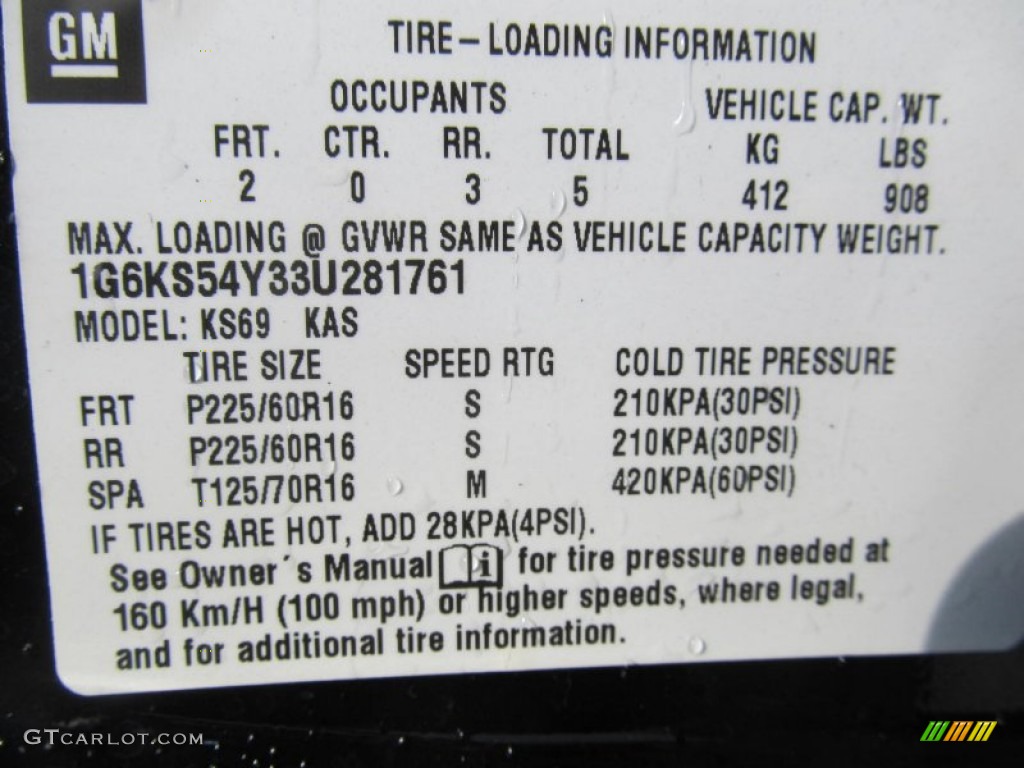 GM
TIRE-LOADING INFORMATION
OCCUPANTS VEHICLE CAP. WT.
FRT. CTR. RR. TOTAL KG LBS
2 0 3 5 412 908
MAX. LOADING @ GVWR SAME AS VEHICLE CAPACITY WEIGHT.
1G6KS54Y33U281761
MODEL: KS69 KAS
TIRE SIZE SPEED RTG COLD TIRE PRESSURE
FRT P225/60R16 S 210KPA(30PSI)
RR P225/60R16 S 210KPA(30PSI)
SPA T125/70R16 M 420KPA(60PSI)
IF TIRES ARE HOT, ADD 28KPA(4PSI).
See Owner´s Manual i for tire pressure needed at
160 Km/H (100 mph) or higher speeds, where legal,
and for additional tire information.
GTCARLOT.COM